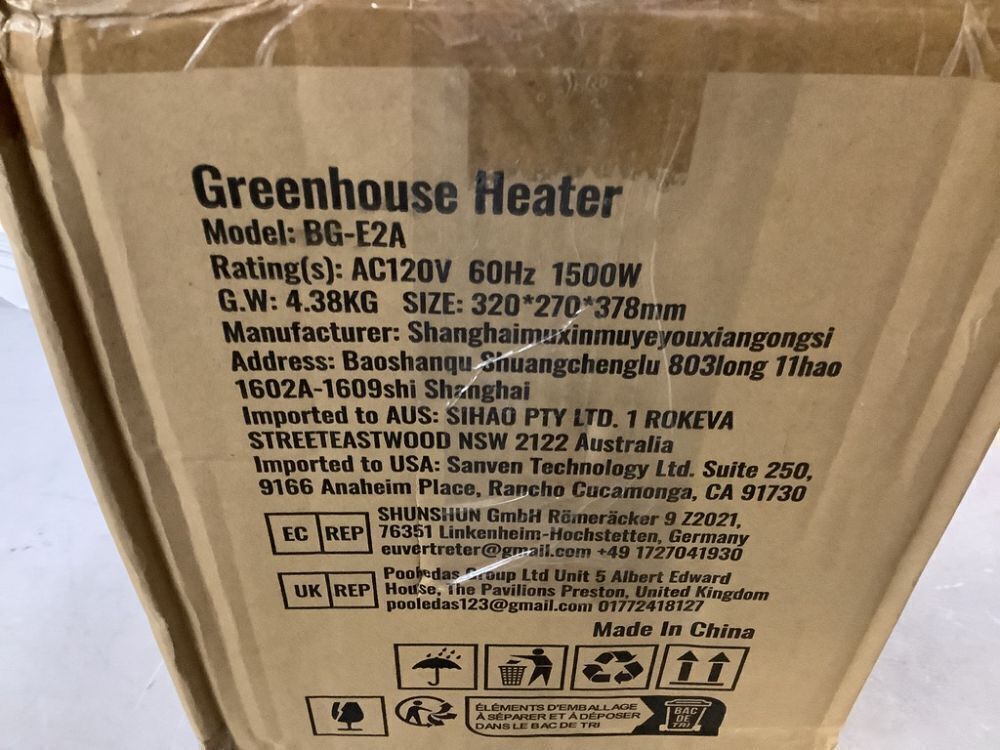 Greenhouse Heater
Model: BG-E2A
Rating(s): AC120V 60Hz 1500W
G.W: 4.38KG SIZE: 320*270*378mm
Manufacturer: Shanghaimuxinmuyeyouxiangongsi
Address: Baoshanqu Shuangchenglu 803long 11hao
1602A-1609shi Shanghai
Imported to AUS: SIHAO PTY LTD. 1 ROKEVA
STREETEASTWOOD NSW 2122 Australia
Imported to USA: Sanven Technology Ltd. Suite 250,
9166 Anaheim Place, Rancho Cucamonga, CA 91730
EC REP
SHUNSHUN GmbH Römeräcker 9 Z2021,
76351 Linkenheim-Hochstetten, Germany
euvertreter@gmail.com +49 1727041930
UK REP
Pooledas Group Ltd Unit 5 Albert Edward
House, The Pavilions Preston, United Kingdom
pooledas123@gmail.com 01772418127
Made In China
ÉLÉMENTS D'EMBALLAGE
À SÉPARER ET À DÉPOSER
DANS LE BAC DE TRI
BAC
DE
TRI